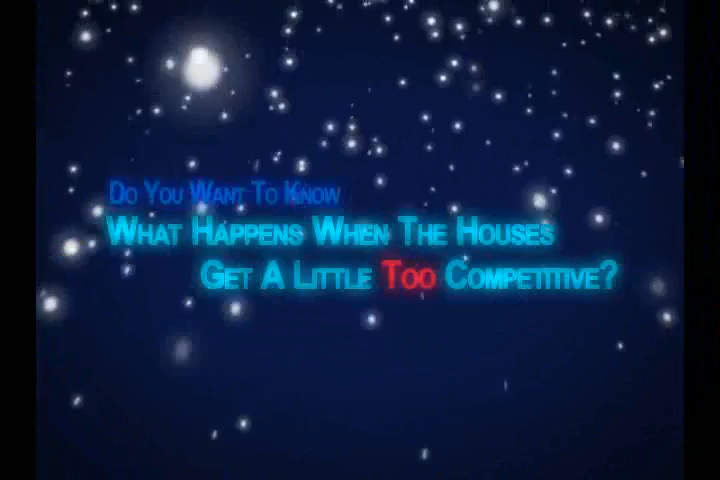 Do You Want To Know
What Happens When The Houses
Get A Little Too Competitive?